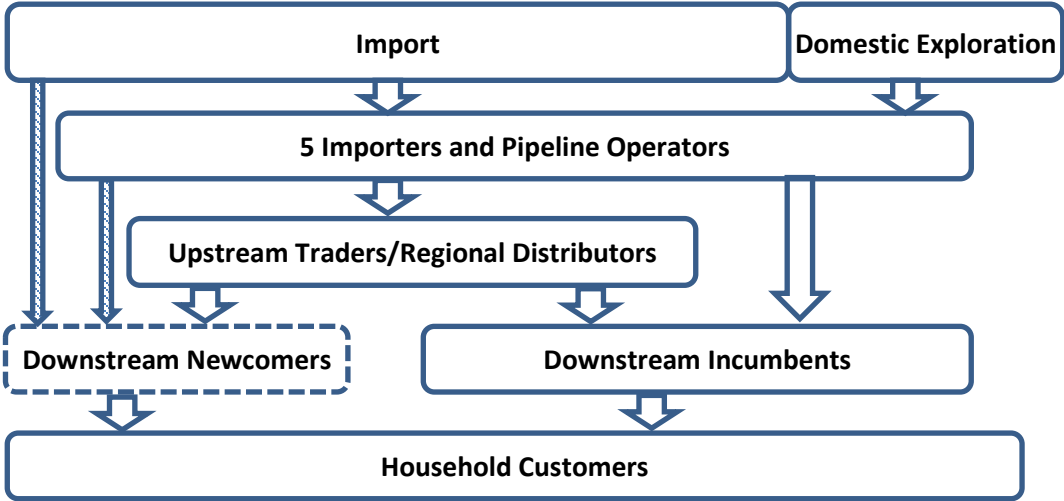 Import
Domestic Exploration
5 Importers and Pipeline Operators
Upstream Traders/Regional Distributors
Downstream Newcomers
Downstream Incumbents
Household Customers